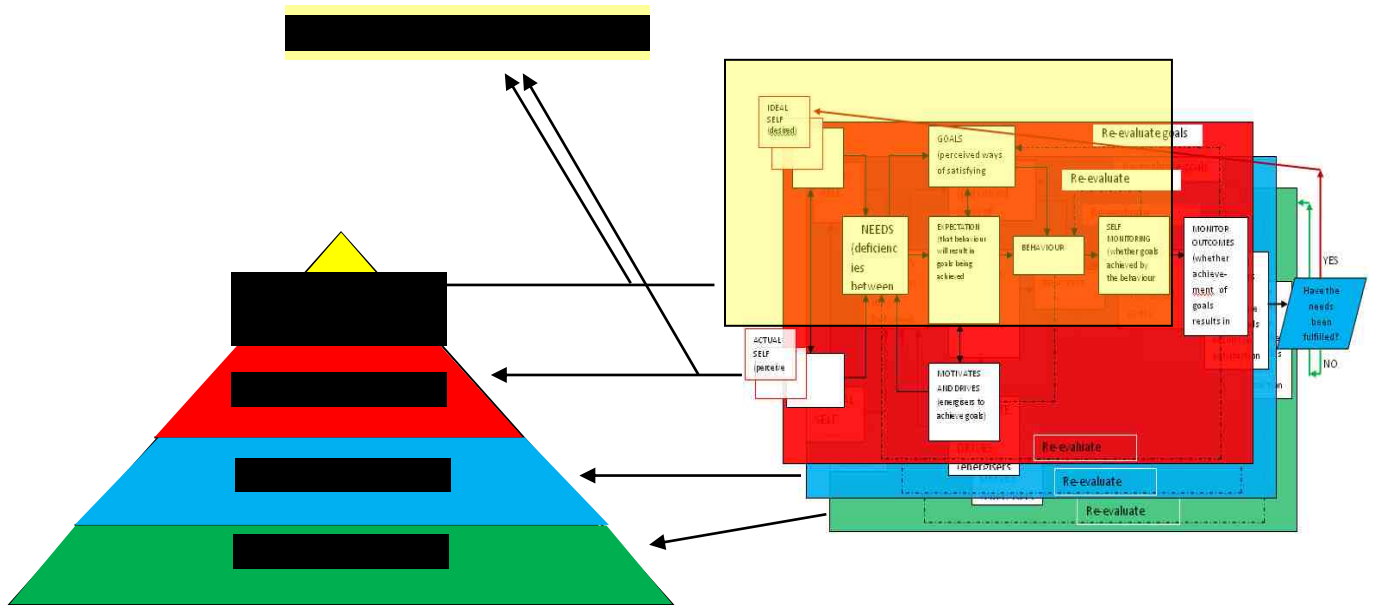 IDEAL
SELF
(desired)
GOALS
(perceived ways
of satisfying
Re-evaluate goals
Re-evaluate
NEEDS
(deficienc
ies
between
EXPECTATION
(that behaviour
will result in
goals being
achieved
BEHAVIOUR
SELF
MONITORING
(whether goals
achieved by
the behaviour
MONITOR
OUTCOMES
(whether
achieve-
ment of
goals
results in
YES
Have the
needs
been
fulfilled?
NO
ACTUAL
SELF
(perceive
MOTIVATES
AND DRIVES
(energisers to
achieve goals)
SELF
(energisers
Re-evaluate
Re-evaluate
Re-evaluate